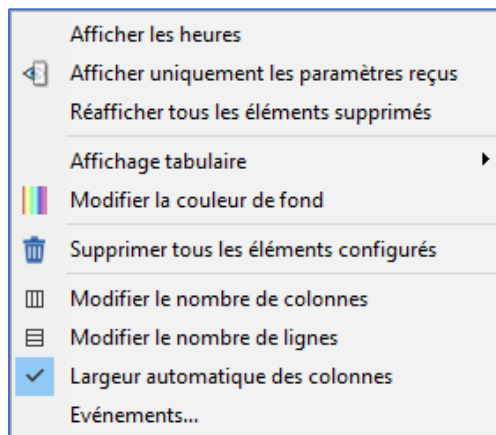 Afficher les heures
Afficher uniquement les paramètres reçus
Réafficher tous les éléments supprimés
Affichage tabulaire
Modifier la couleur de fond
Supprimer tous les éléments configurés
Modifier le nombre de colonnes
Modifier le nombre de lignes
Largeur automatique des colonnes
Evénements...